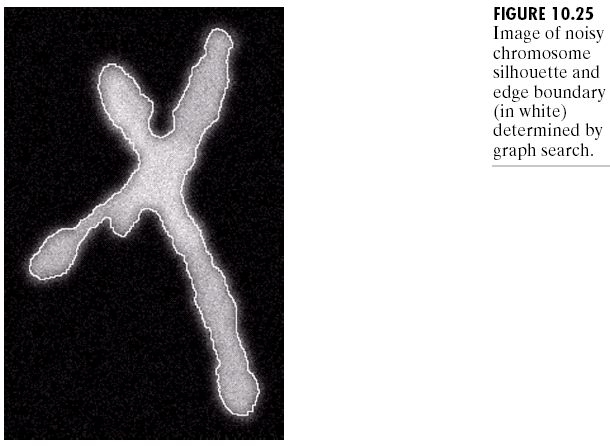 FIGURE 10.25
Image of noisy
chromosome
silhouette and
edge boundary
(in white)
determined by
graph search.